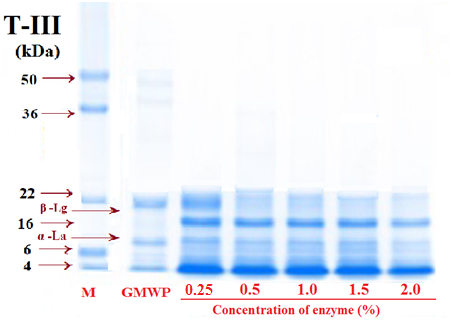 T-III
(kDa)
50
36
22
β-Lg
16
α-La
6
4
M GMWP 0.25 0.5 1.0 1.5 2.0
Concentration of enzyme (%)